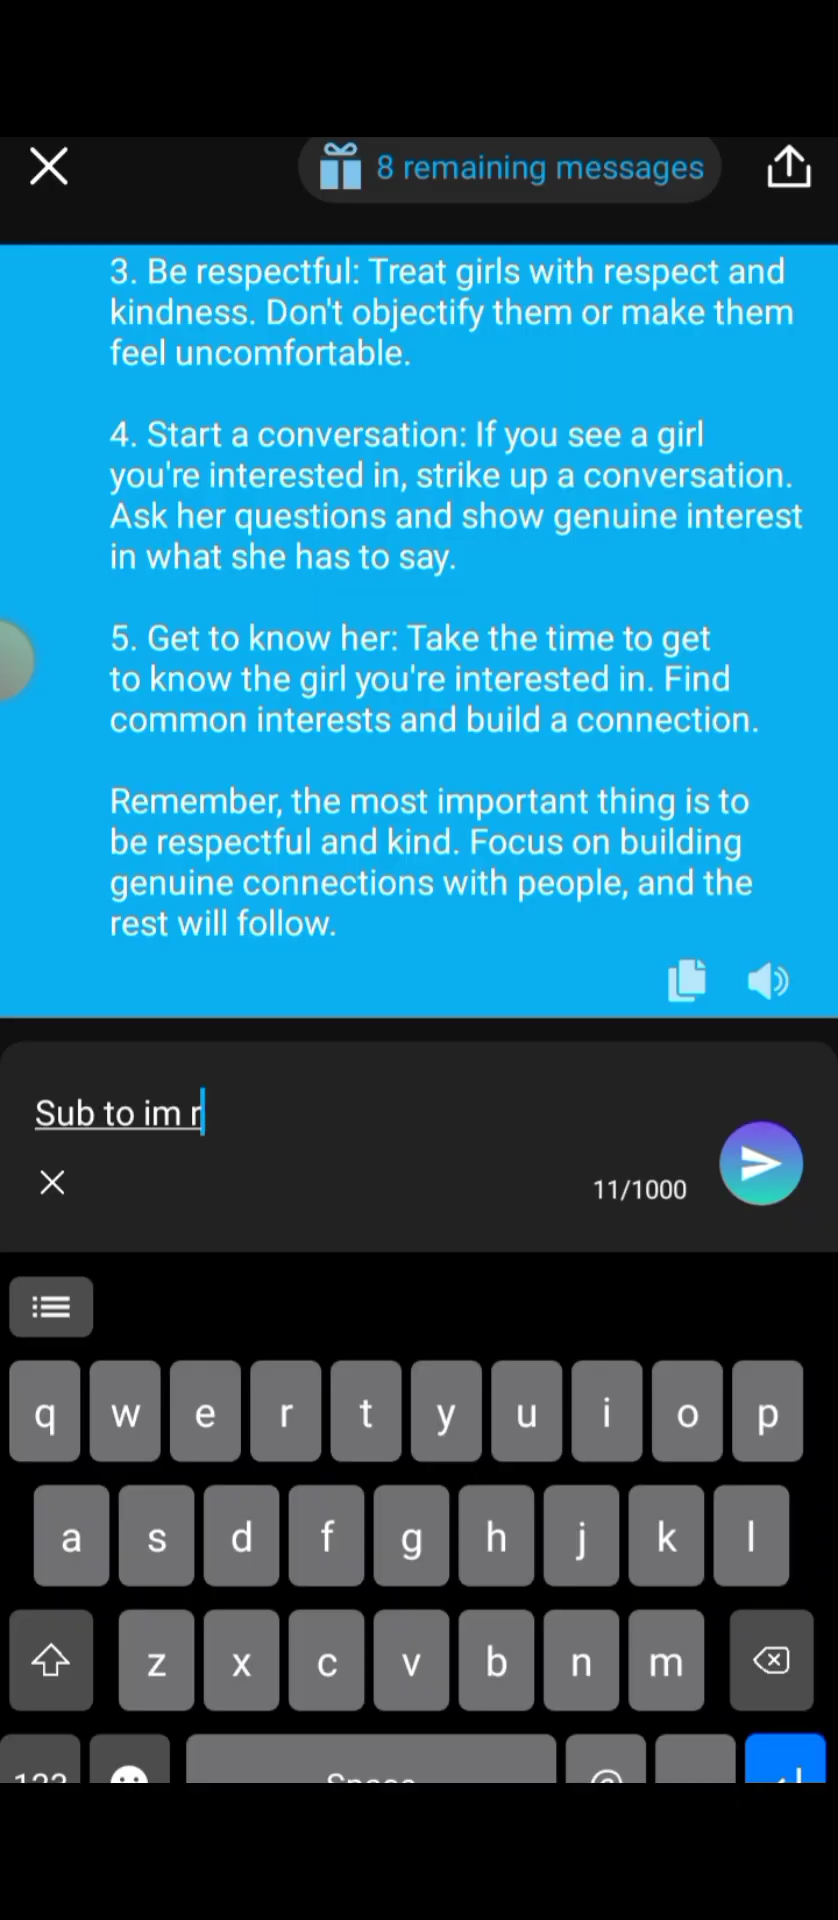 8 remaining messages
3. Be respectful: Treat girls with respect and
kindness. Don't objectify them or make them
feel uncomfortable.
4. Start a conversation: If you see a girl
you're interested in, strike up a conversation.
Ask her questions and show genuine interest
in what she has to say.
5. Get to know her: Take the time to get
to know the girl you're interested in. Find
common interests and build a connection.
Remember, the most important thing is to
be respectful and kind. Focus on building
genuine connections with people, and the
rest will follow.
Sub to im r
11/1000
q w e r t y u i o p
a s d f g h j k l
z x c v b n m
123 Space @